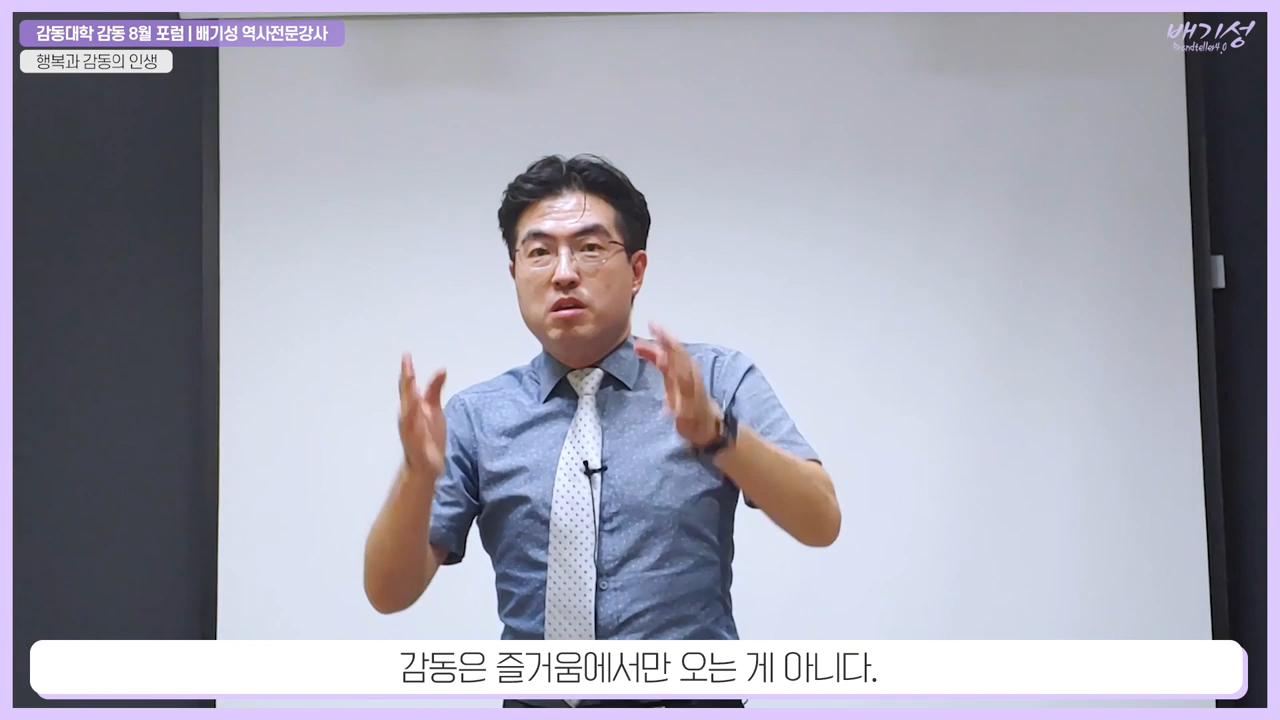 감동대학 감동 8월 포럼 | 배기성 역사전문강사
행복과 감동의 인생
배기성
Brandteller4.0
감동은 즐거움에서만 오는 게 아니다.